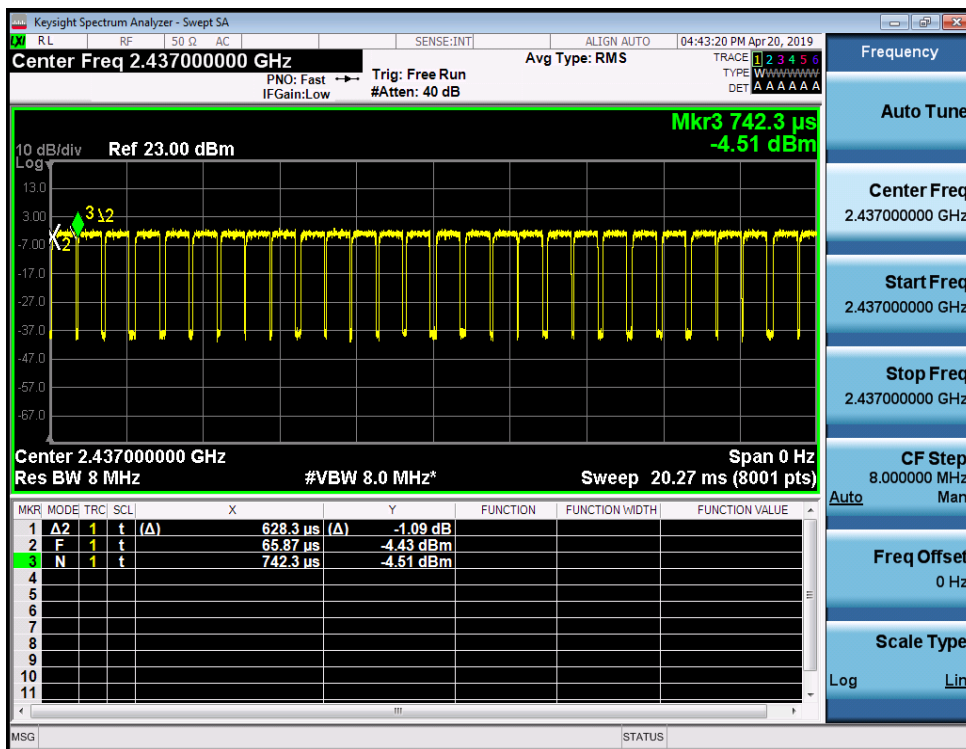 Keysight Spectrum Analyzer - Swept SA
LXI RL RF 50 Ω AC SENSE:INT ALIGN AUTO 04:43:20 PM Apr 20, 2019
Center Freq 2.437000000 GHz
PNO: Fast
IFGain:Low
Trig: Free Run
#Atten: 40 dB
Avg Type: RMS
TRACE 1 2 3 4 5 6
TYPE WWWWWW
DET A A A A A A
Mkr3 742.3 µs
-4.51 dBm
10 dB/div Ref 23.00 dBm
Log
13.0
3.00
-7.00
-17.0
-27.0
-37.0
-47.0
-57.0
-67.0
3 1Δ2
X2
Center 2.437000000 GHz Span 0 Hz
Res BW 8 MHz #VBW 8.0 MHz* Sweep 20.27 ms (8001 pts)
MKR MODE TRC SCL X Y FUNCTION FUNCTION WIDTH FUNCTION VALUE
1 Δ2 1 t (Δ) 628.3 µs (Δ) -1.09 dB
2 F 1 t 65.87 µs -4.43 dBm
3 N 1 t 742.3 µs -4.51 dBm
4
5
6
7
8
9
10
11
MSG STATUS
Frequency
Auto Tune
Center Freq
2.437000000 GHz
Start Freq
2.437000000 GHz
Stop Freq
2.437000000 GHz
CF Step
8.000000 MHz
Auto Man
Freq Offset
0 Hz
Scale Type
Log Lin